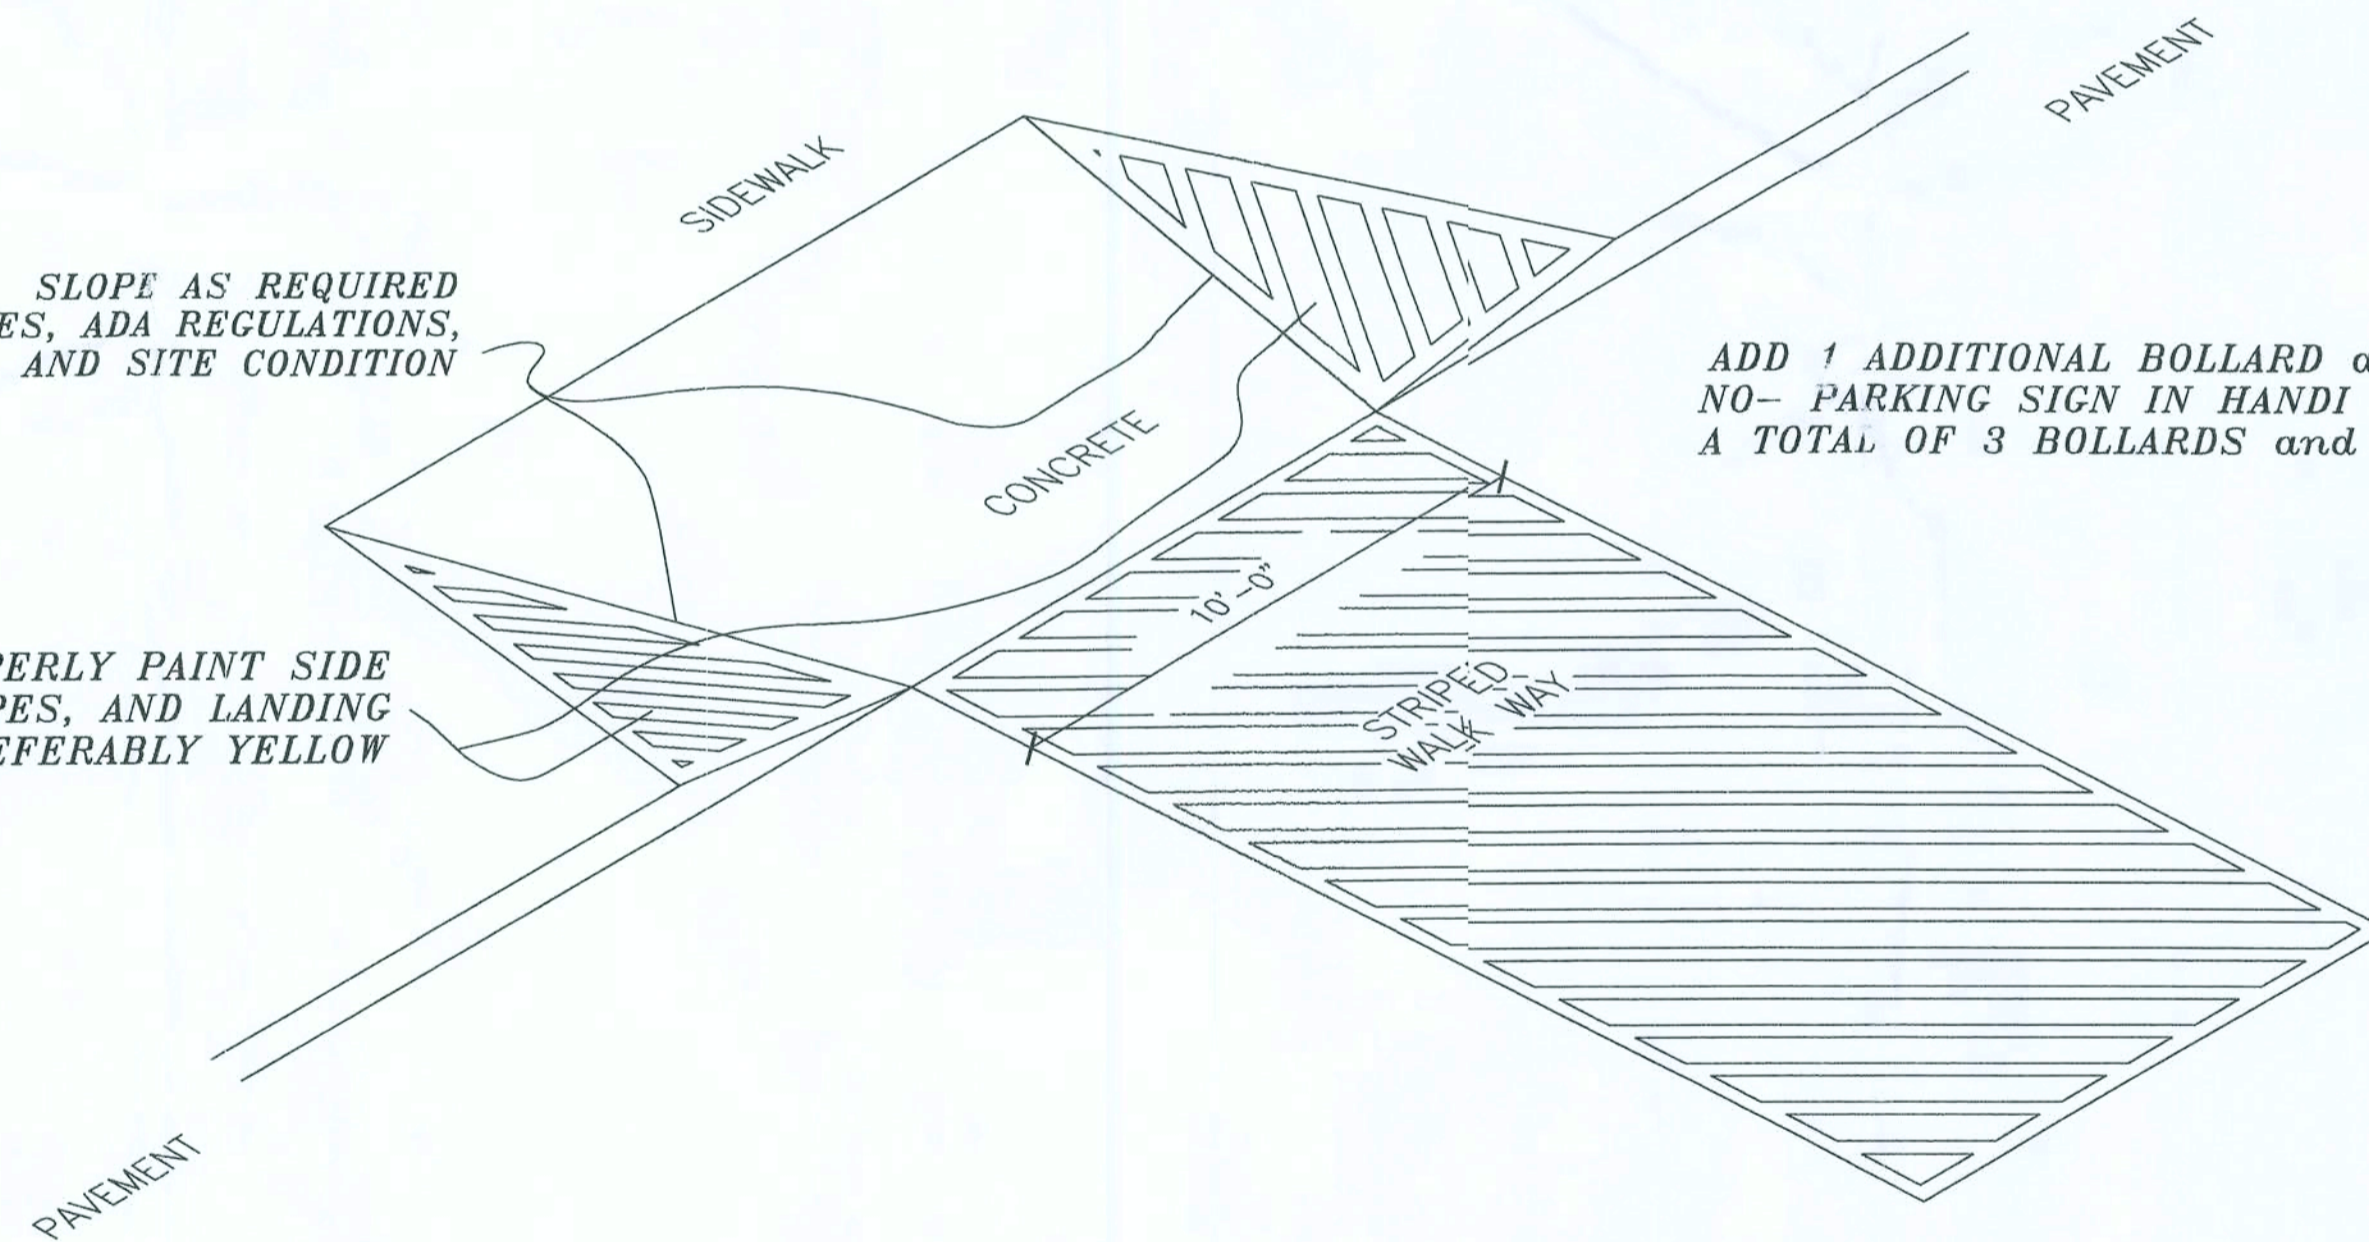 PAVEMENT
SIDEWALK
SLOPE AS REQUIRED
ES, ADA REGULATIONS,
AND SITE CONDITION
ADD 1 ADDITIONAL BOLLARD
NO- PARKING SIGN IN HANDI
A TOTAL OF 3 BOLLARDS and
CONCRETE
10'-0"
PERLY PAINT SIDE
PES, AND LANDING
EFERABLY YELLOW
STRIPED
WALK WAY
PAVEMENT